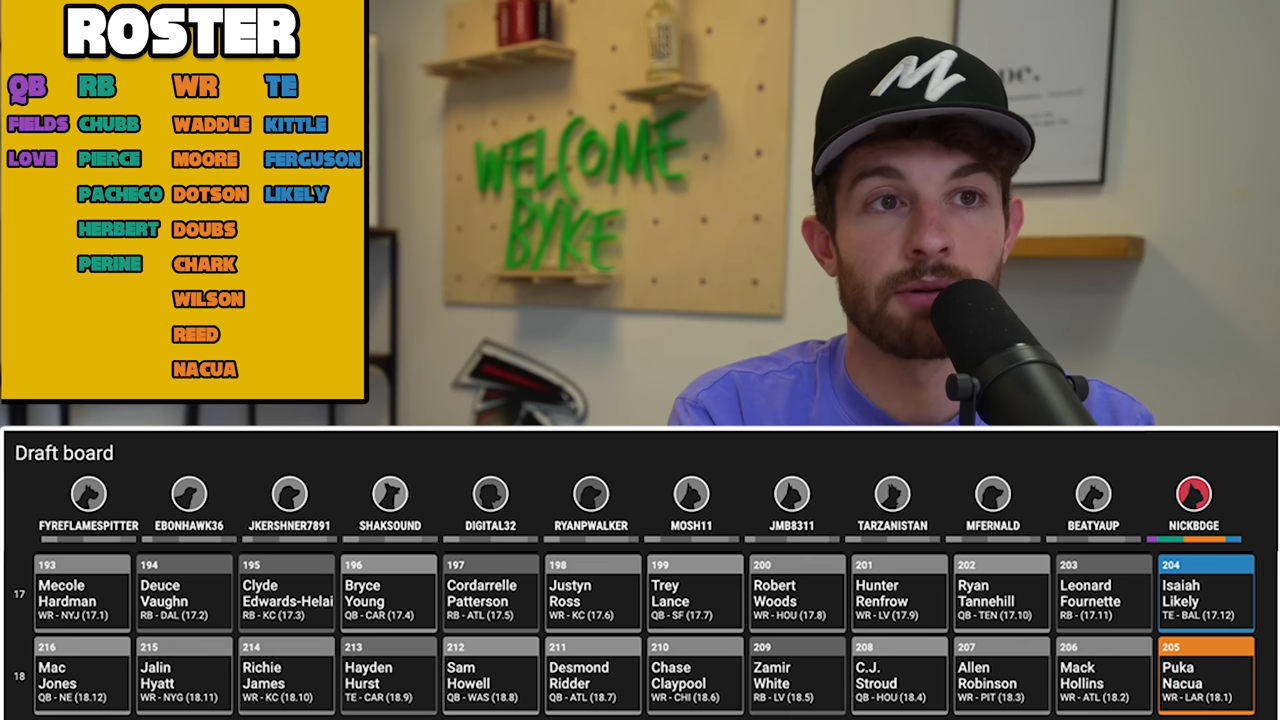 ROSTER
QB RB WR TE
FIELDS CHUBB WADDLE KITTLE
LOVE PIERCE MOORE FERGUSON
PACHECO DOTSON LIKELY
HERBERT DOUBS
PERINE CHARK
WILSON
REED
NACUA
WELCOME
BYKE
M
Draft board
FYREFLAMESPITTER EBONHAWK36 JKERSHNER7891 SHAKSOUND DIGITAL32 RYANPWALKER MOSH11 JMB8311 TARZANISTAN MFERNALD BEATYAUP NICKBDGE
17
193 194 195 196 197 198 199 200 201 202 203 204
Mecole Deuce Clyde Bryce Cordarrelle Justyn Trey Robert Hunter Ryan Leonard Isaiah
Hardman Vaughn Edwards-Helai Young Patterson Ross Lance Woods Renfrow Tannehill Fournette Likely
WR - NYJ (17.1) RB - DAL (17.2) RB - KC (17.3) QB - CAR (17.4) RB - ATL (17.5) WR - KC (17.6) QB - SF (17.7) WR - HOU (17.8) WR - LV (17.9) QB - TEN (17.10) RB - (17.11) TE - BAL (17.12)
18
216 215 214 213 212 211 210 209 208 207 206 205
Mac Jalin Richie Hayden Sam Desmond Chase Zamir C.J. Allen Mack Puka
Jones Hyatt James Hurst Howell Ridder Claypool White Stroud Robinson Hollins Nacua
QB - NE (18.12) WR - NYG (18.11) WR - KC (18.10) TE - CAR (18.9) QB - WAS (18.8) QB - ATL (18.7) WR - CHI (18.6) RB - LV (18.5) QB - HOU (18.4) WR - PIT (18.3) WR - ATL (18.2) WR - LAR (18.1)